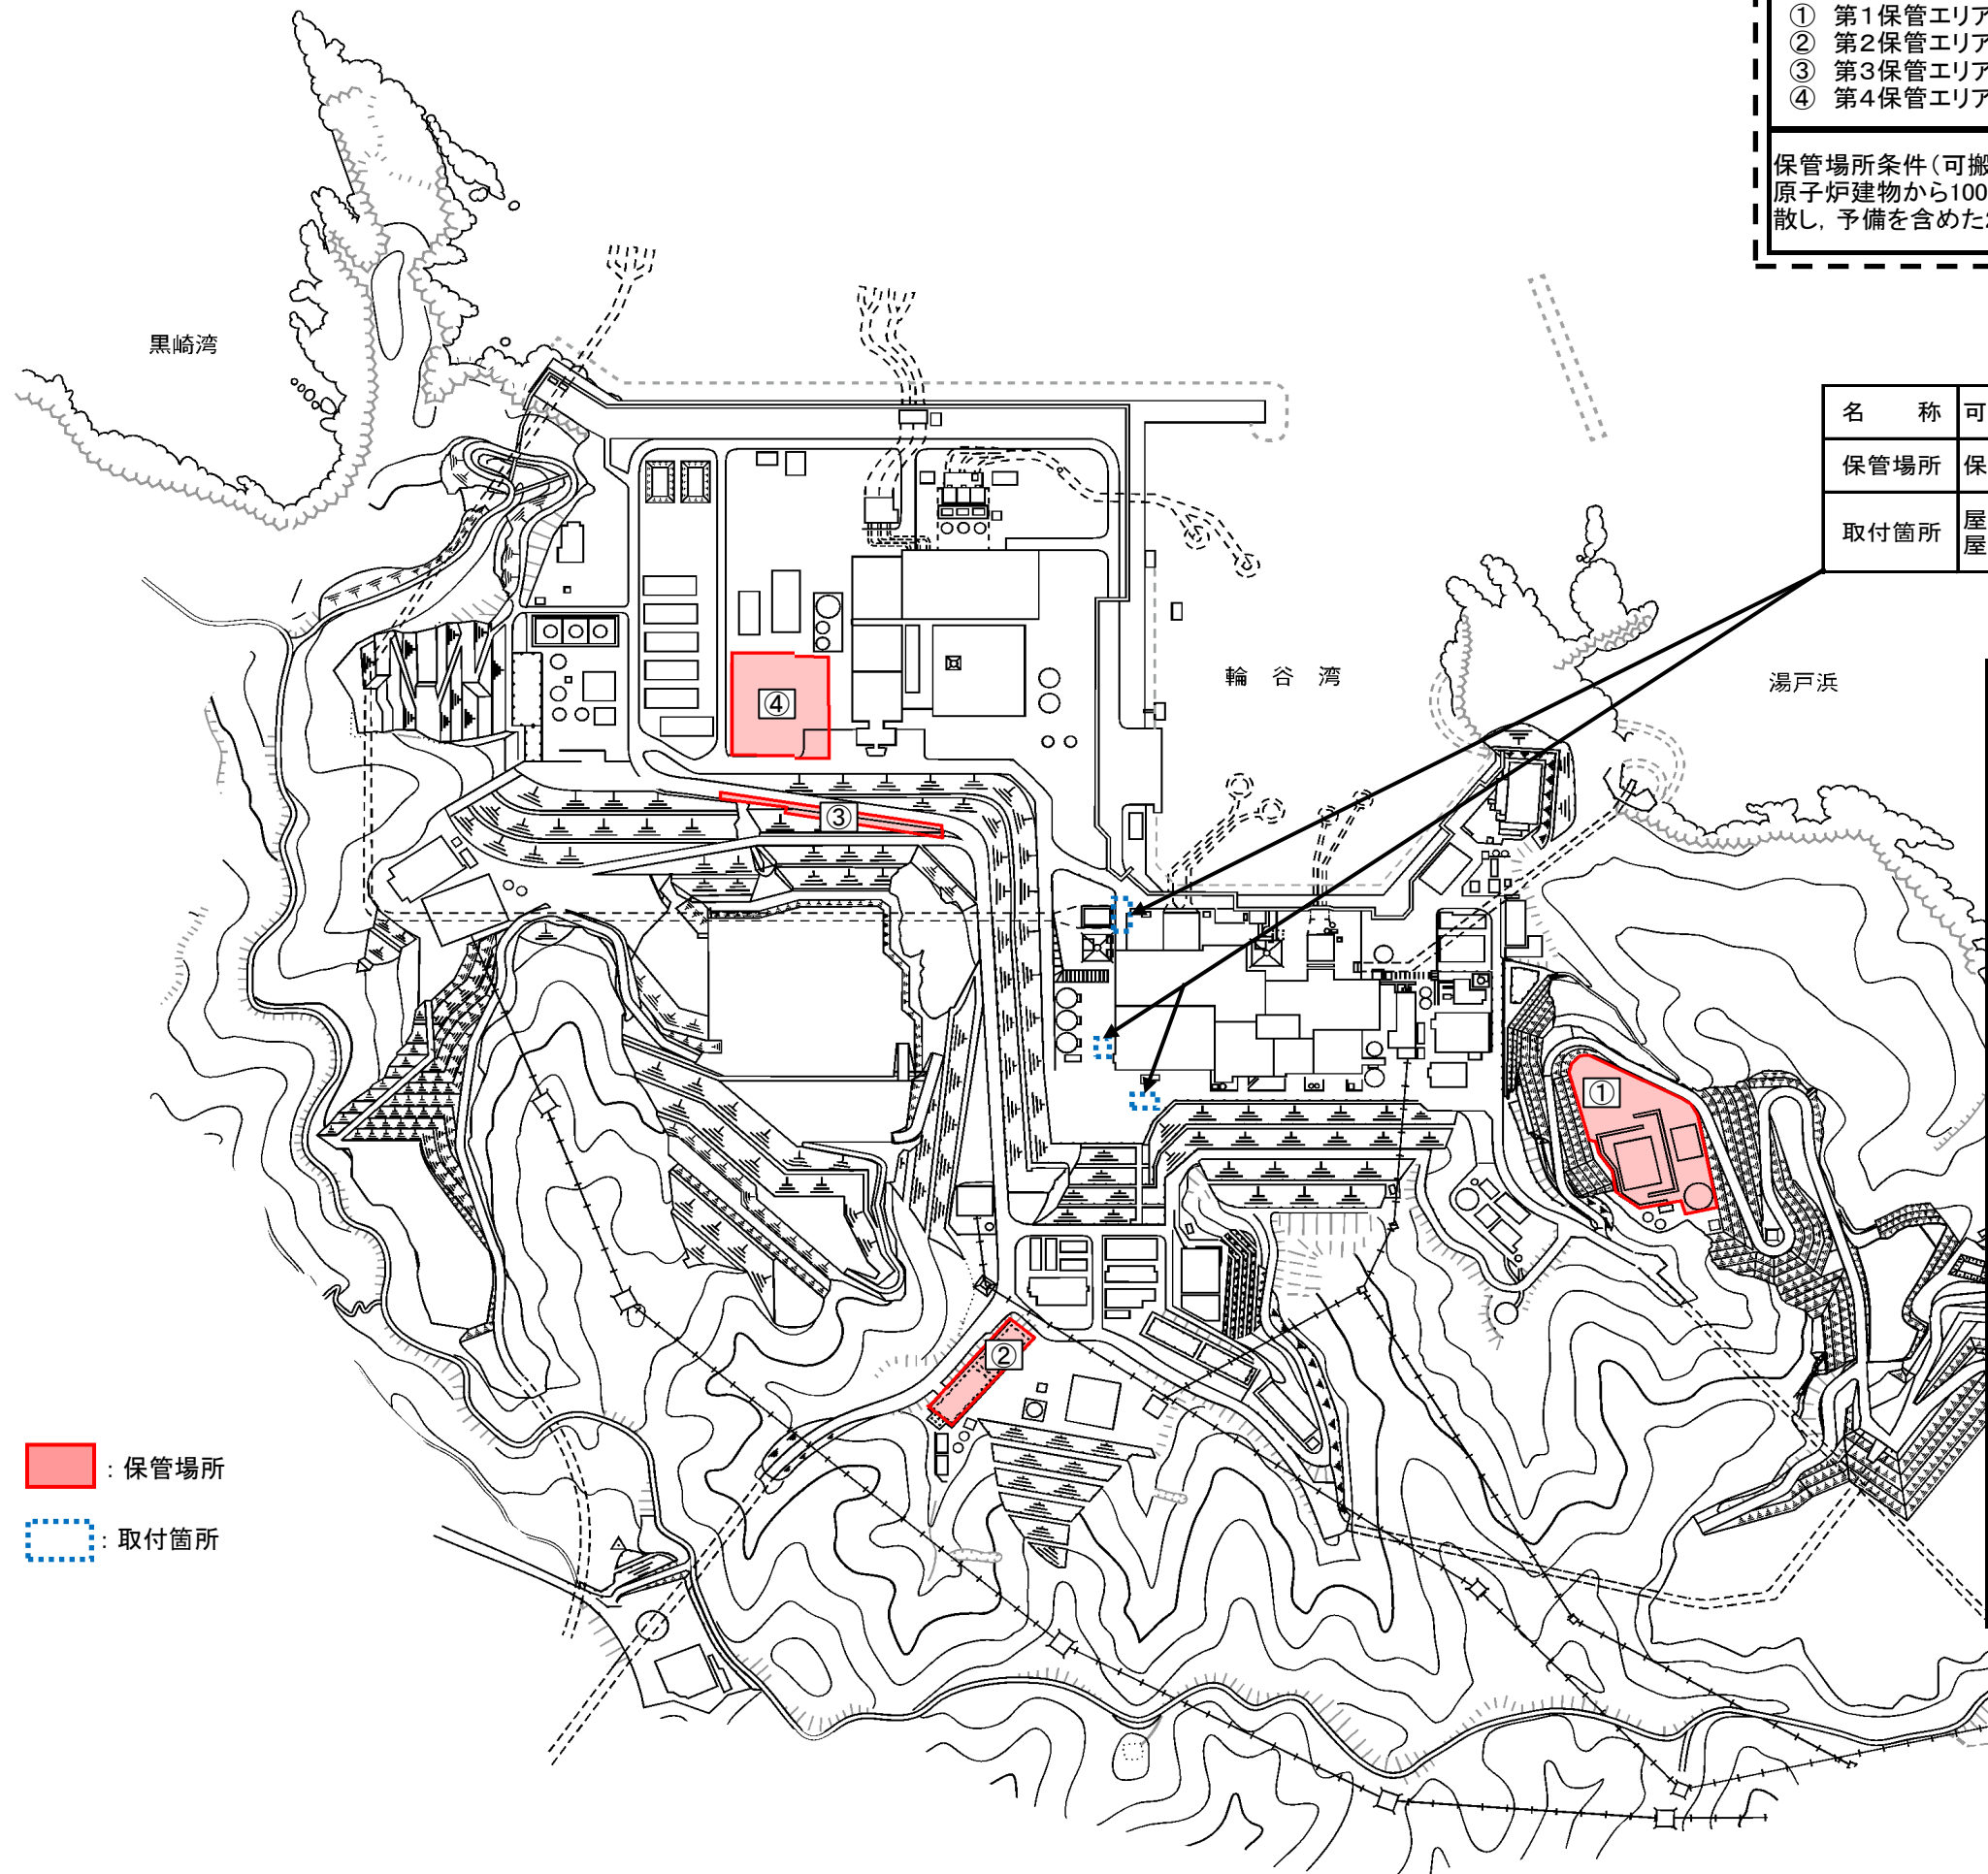 ① 第1保管エリア
② 第2保管エリア
③ 第3保管エリア
④ 第4保管エリア
保管場所条件(可搬
原子炉建物から100
散し,予備を含めた
黒崎湾
名 称 可
保管場所 保
取付箇所 屋
屋
輪 谷 湾
湯戸浜
④
③
①
②
: 保管場所
: 取付箇所